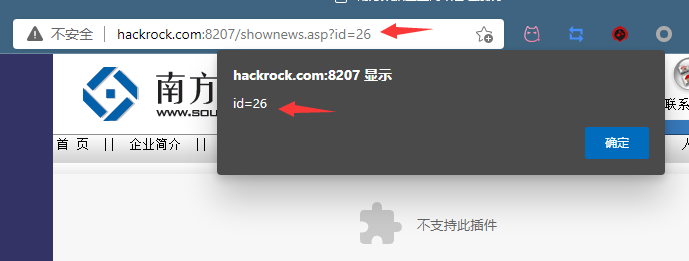 不安全 | hackrock.com:8207/shownews.asp?id=26
hackrock.com:8207 显示
id=26
确定
南方
www.sou
联系
首 页 || 企业简介 ||
人
不支持此插件